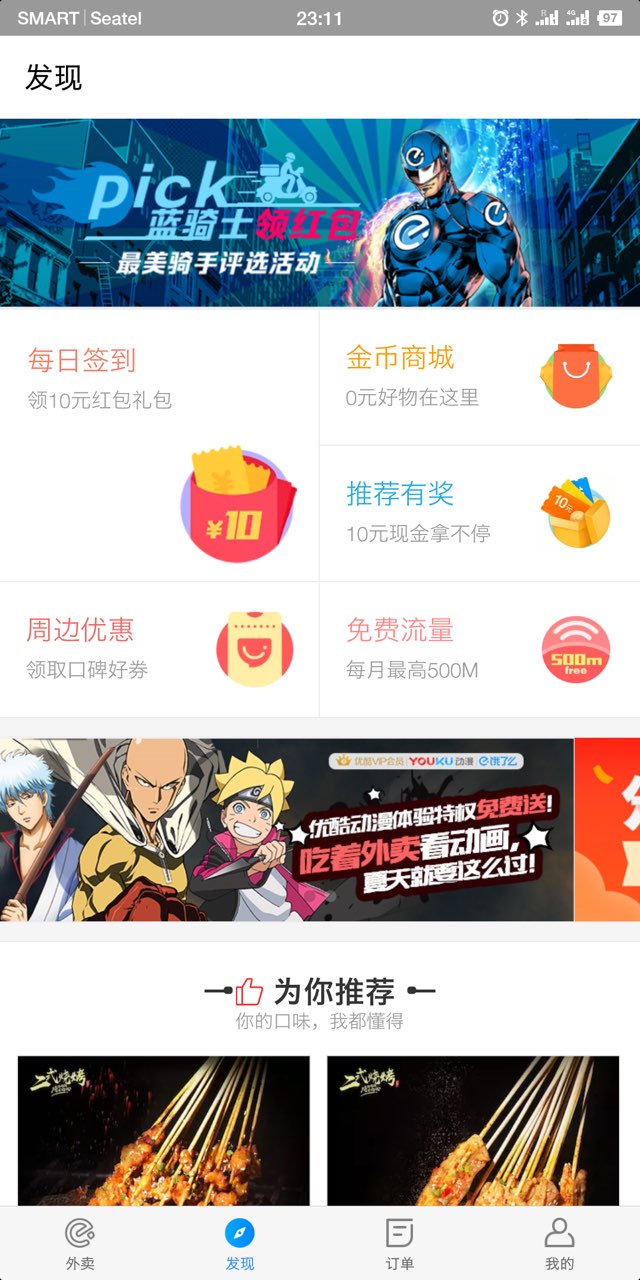 SMART Seatel
23:11
R
4G
97
发现
pick
蓝骑士领红包
最美骑手评选活动
每日签到
领10元红包礼包
¥10
金币商城
0元好物在这里
推荐有奖
10元现金拿不停
10元
周边优惠
领取口碑好券
免费流量
每月最高500M
500m
free
优酷VIP会员 YOUKU动漫 饿了么
优酷动漫体验特权免费送!
吃着外卖看动画,
夏天就要这么过!
为你推荐
你的口味，我都懂得
二式烧烤
二式烧烤
外卖
发现
订单
我的